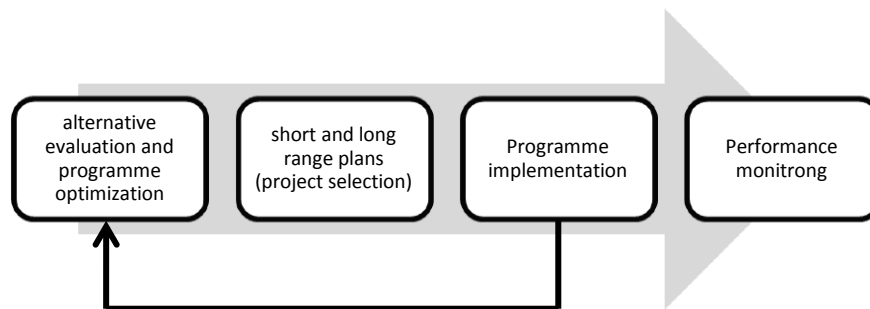 alternative
evaluation and
programme
optimization
short and long
range plans
(project selection)
Programme
implementation
Performance
monitrong